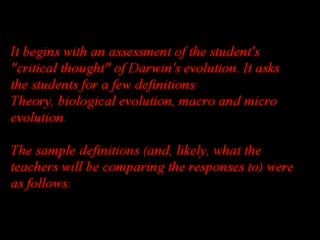 It begins with an assessment of the student's
"critical thought" of Darwin's evolution. It asks
the students for a few definitions:
Theory, biological evolution, macro and micro
evolution.
The sample definitions (and, likely, what the
teachers will be comparing the responses to) were
as follows: